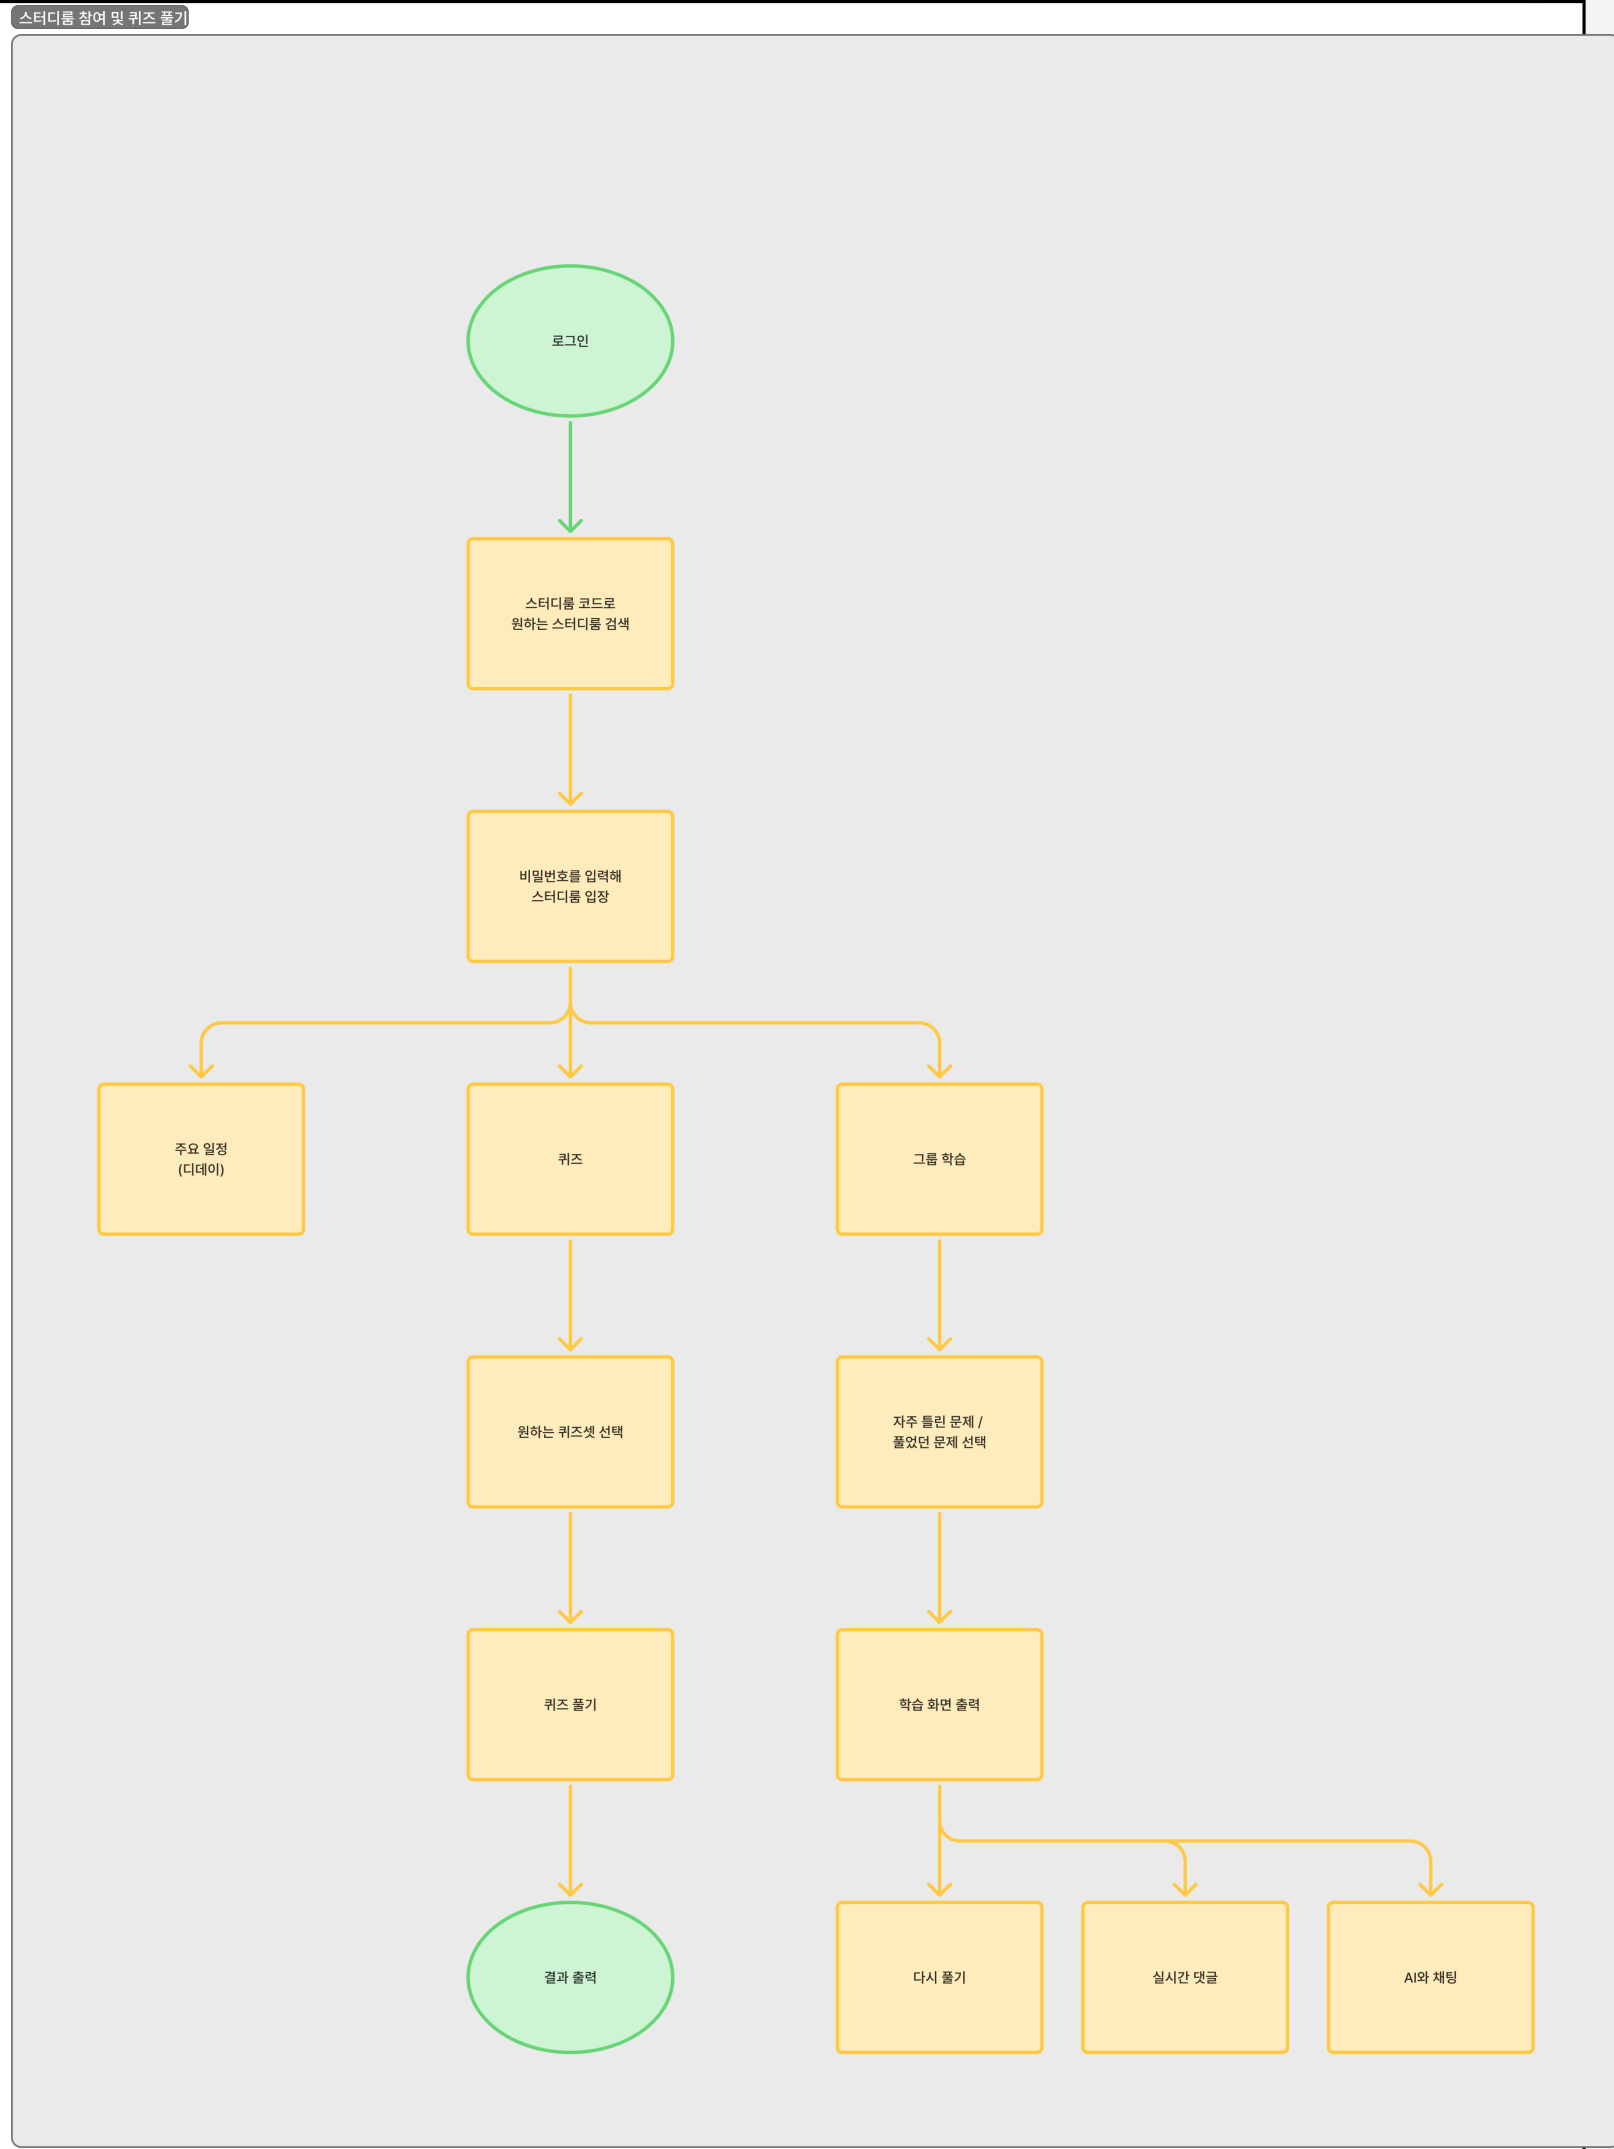 스터디룸 참여 및 퀴즈 풀기
로그인
스터디룸 코드로
원하는 스터디룸 검색
비밀번호를 입력해
스터디룸 입장
주요 일정
(디데이)
퀴즈
그룹 학습
원하는 퀴즈셋 선택
자주 틀린 문제 /
풀었던 문제 선택
퀴즈 풀기
학습 화면 출력
결과 출력
다시 풀기
실시간 댓글
AI와 채팅